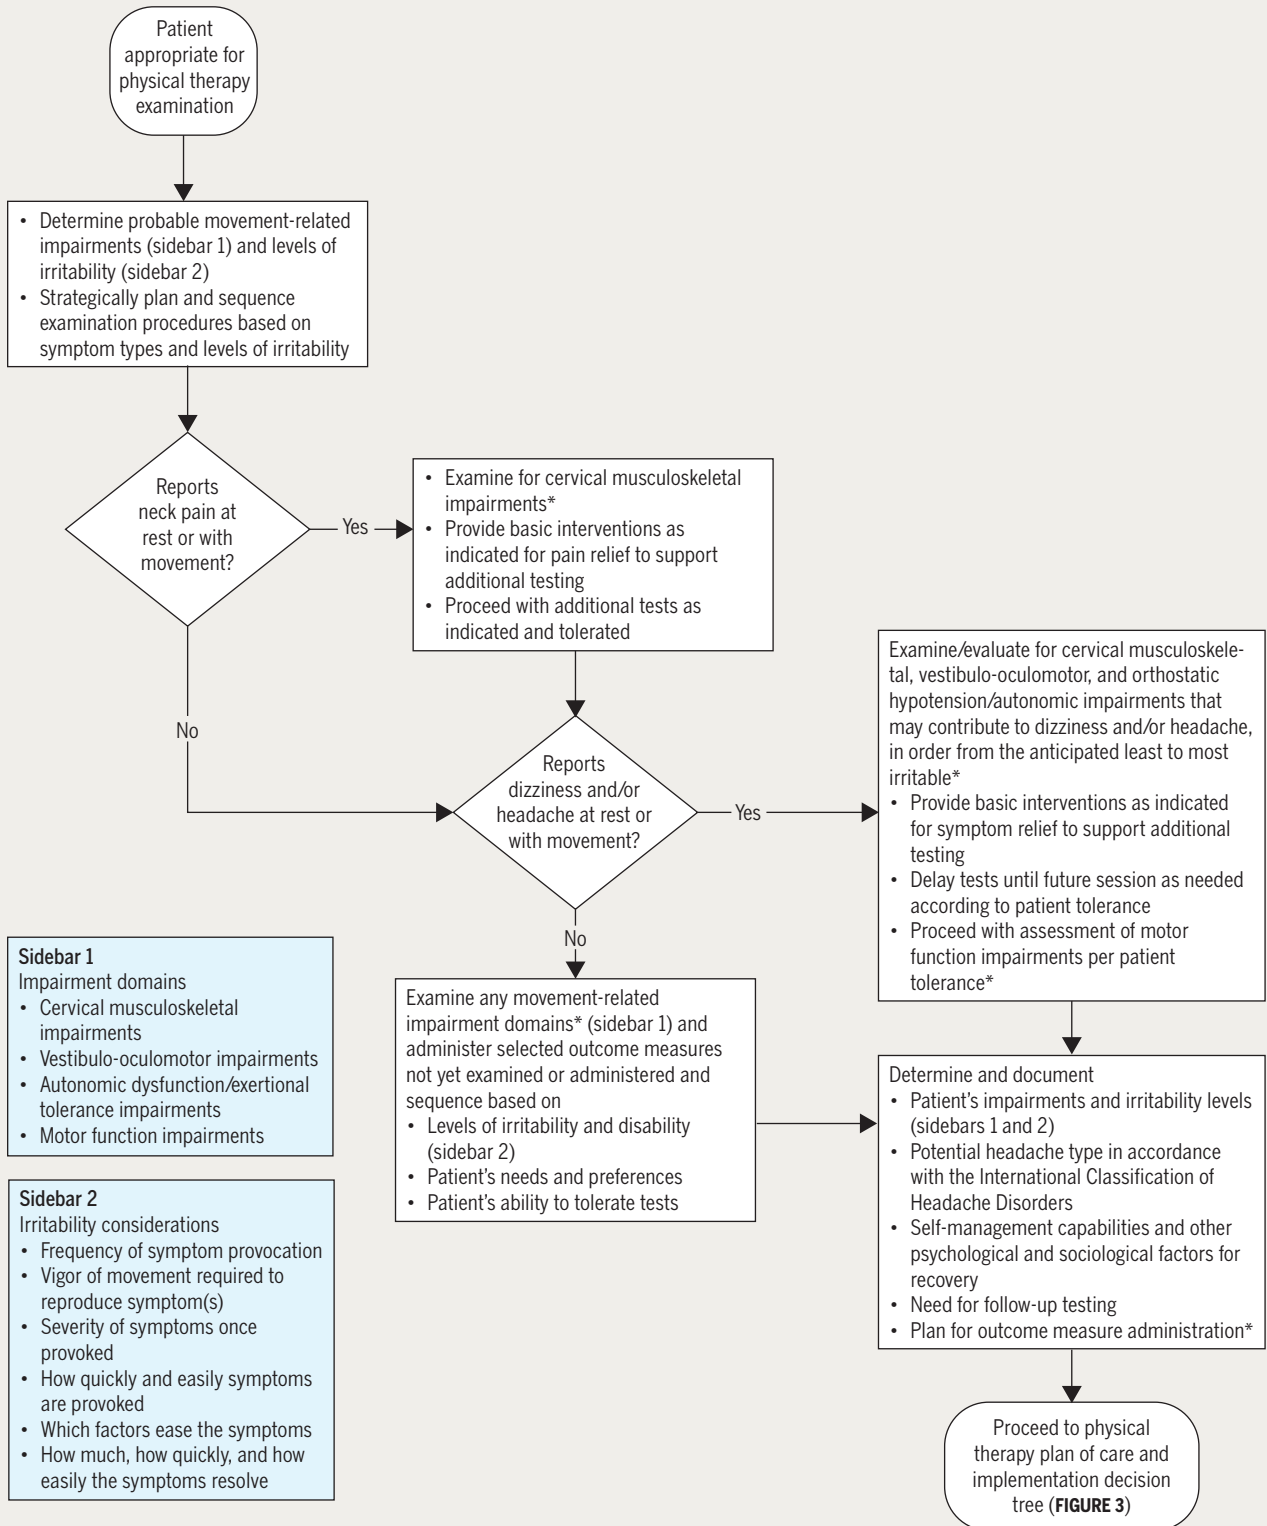 Patient
appropriate for
physical therapy
examination
• Determine probable movement-related
impairments (sidebar 1) and levels of
irritability (sidebar 2)
• Strategically plan and sequence
examination procedures based on
symptom types and levels of irritability
Reports
neck pain at
rest or with
movement?
Yes
• Examine for cervical musculoskeletal
impairments*
• Provide basic interventions as
indicated for pain relief to support
additional testing
• Proceed with additional tests as
indicated and tolerated
No
Reports
dizziness and/or
headache at rest or
with movement?
Yes
Examine/evaluate for cervical musculoskele-
tal, vestibulo-oculomotor, and orthostatic
hypotension/autonomic impairments that
may contribute to dizziness and/or headache,
in order from the anticipated least to most
irritable*
• Provide basic interventions as indicated
for symptom relief to support additional
testing
• Delay tests until future session as needed
according to patient tolerance
• Proceed with assessment of motor
function impairments per patient
tolerance*
No
Examine any movement-related
impairment domains* (sidebar 1) and
administer selected outcome measures
not yet examined or administered and
sequence based on
• Levels of irritability and disability
(sidebar 2)
• Patient's needs and preferences
• Patient's ability to tolerate tests
Determine and document
• Patient's impairments and irritability levels
(sidebars 1 and 2)
• Potential headache type in accordance
with the International Classification of
Headache Disorders
• Self-management capabilities and other
psychological and sociological factors for
recovery
• Need for follow-up testing
• Plan for outcome measure administration*
Proceed to physical
therapy plan of care and
implementation decision
tree (FIGURE 3)
Sidebar 1
Impairment domains
• Cervical musculoskeletal
impairments
• Vestibulo-oculomotor impairments
• Autonomic dysfunction/exertional
tolerance impairments
• Motor function impairments
Sidebar 2
Irritability considerations
• Frequency of symptom provocation
• Vigor of movement required to
reproduce symptom(s)
• Severity of symptoms once
provoked
• How quickly and easily symptoms
are provoked
• Which factors ease the symptoms
• How much, how quickly, and how
easily the symptoms resolve